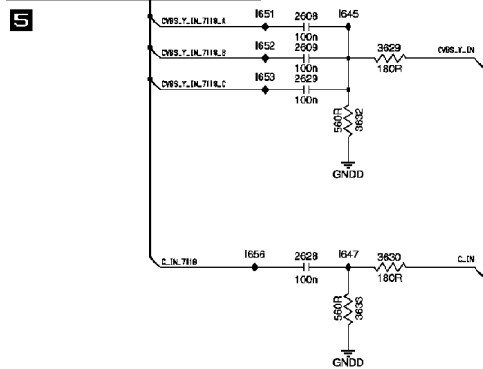 5
I651 2608 I645
CVBS_Y_IN_7118_A
100n
I652 2609 3629
CVBS_Y_IN_7118_B CVBS_Y_IN
100n 180R
I653 2629
CVBS_Y_IN_7118_C
100n
560R 3632
GNDD
I656 2628 I647 3630
C_IN_7118 C_IN
100n 180R
560R 3633
GNDD